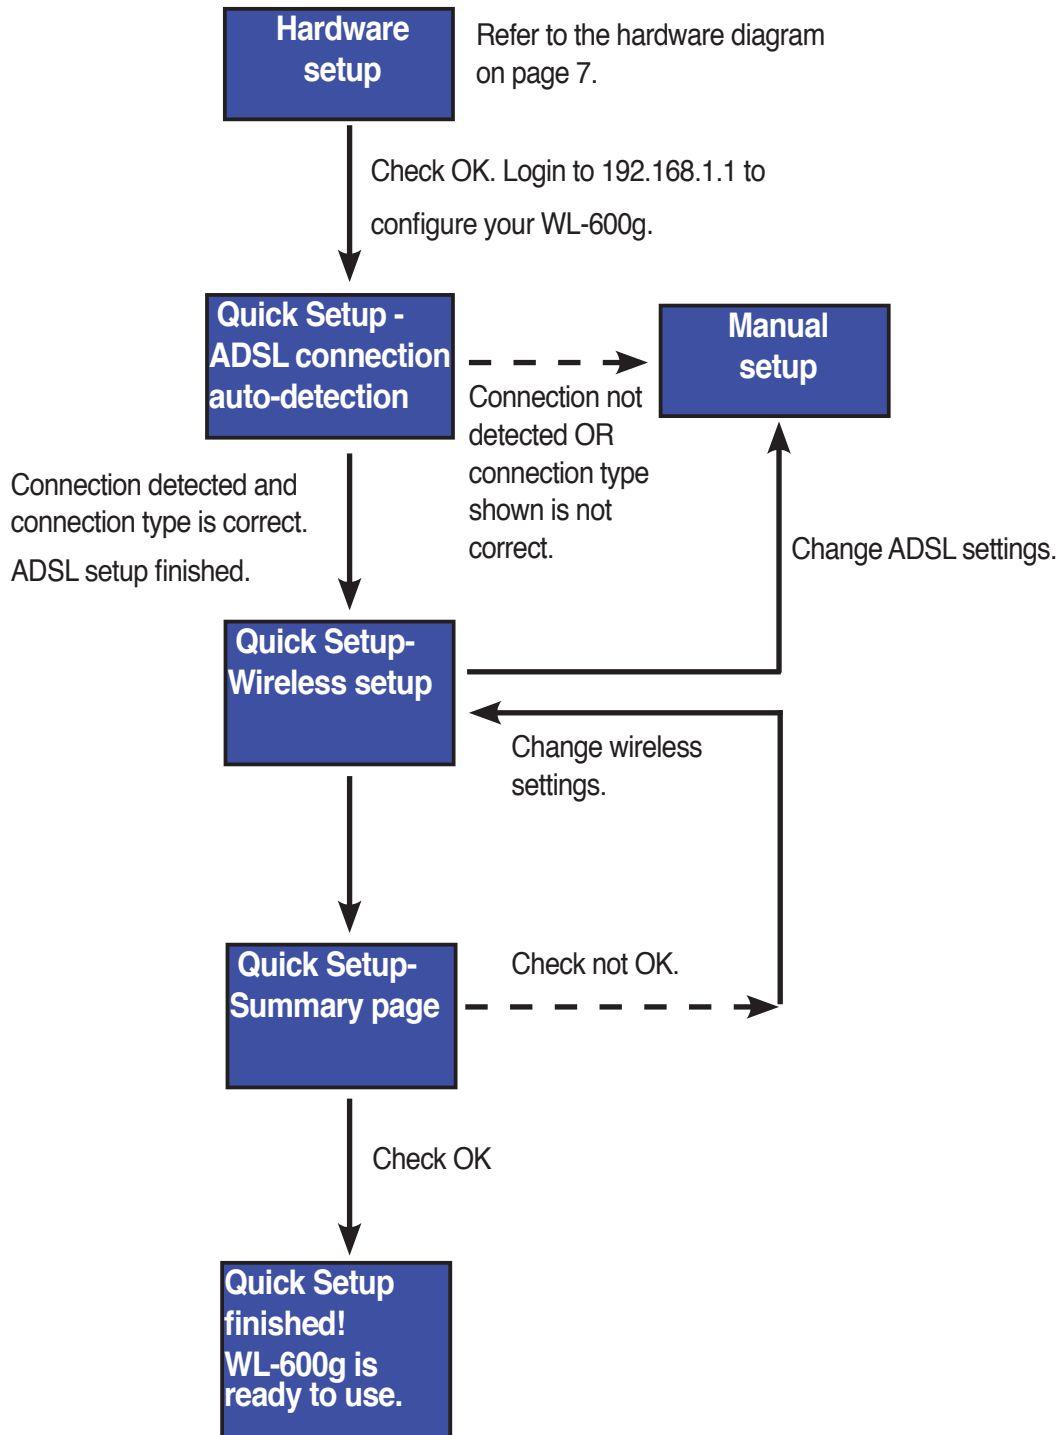 Hardware
setup
Refer to the hardware diagram
on page 7.
Check OK. Login to 192.168.1.1 to
configure your WL-600g.
Quick Setup -
ADSL connection
auto-detection
Manual
setup
Connection not
detected OR
connection type
shown is not
correct.
Connection detected and
connection type is correct.
ADSL setup finished.
Change ADSL settings.
Quick Setup-
Wireless setup
Change wireless
settings.
Quick Setup-
Summary page
Check not OK.
Check OK
Quick Setup
finished!
WL-600g is
ready to use.